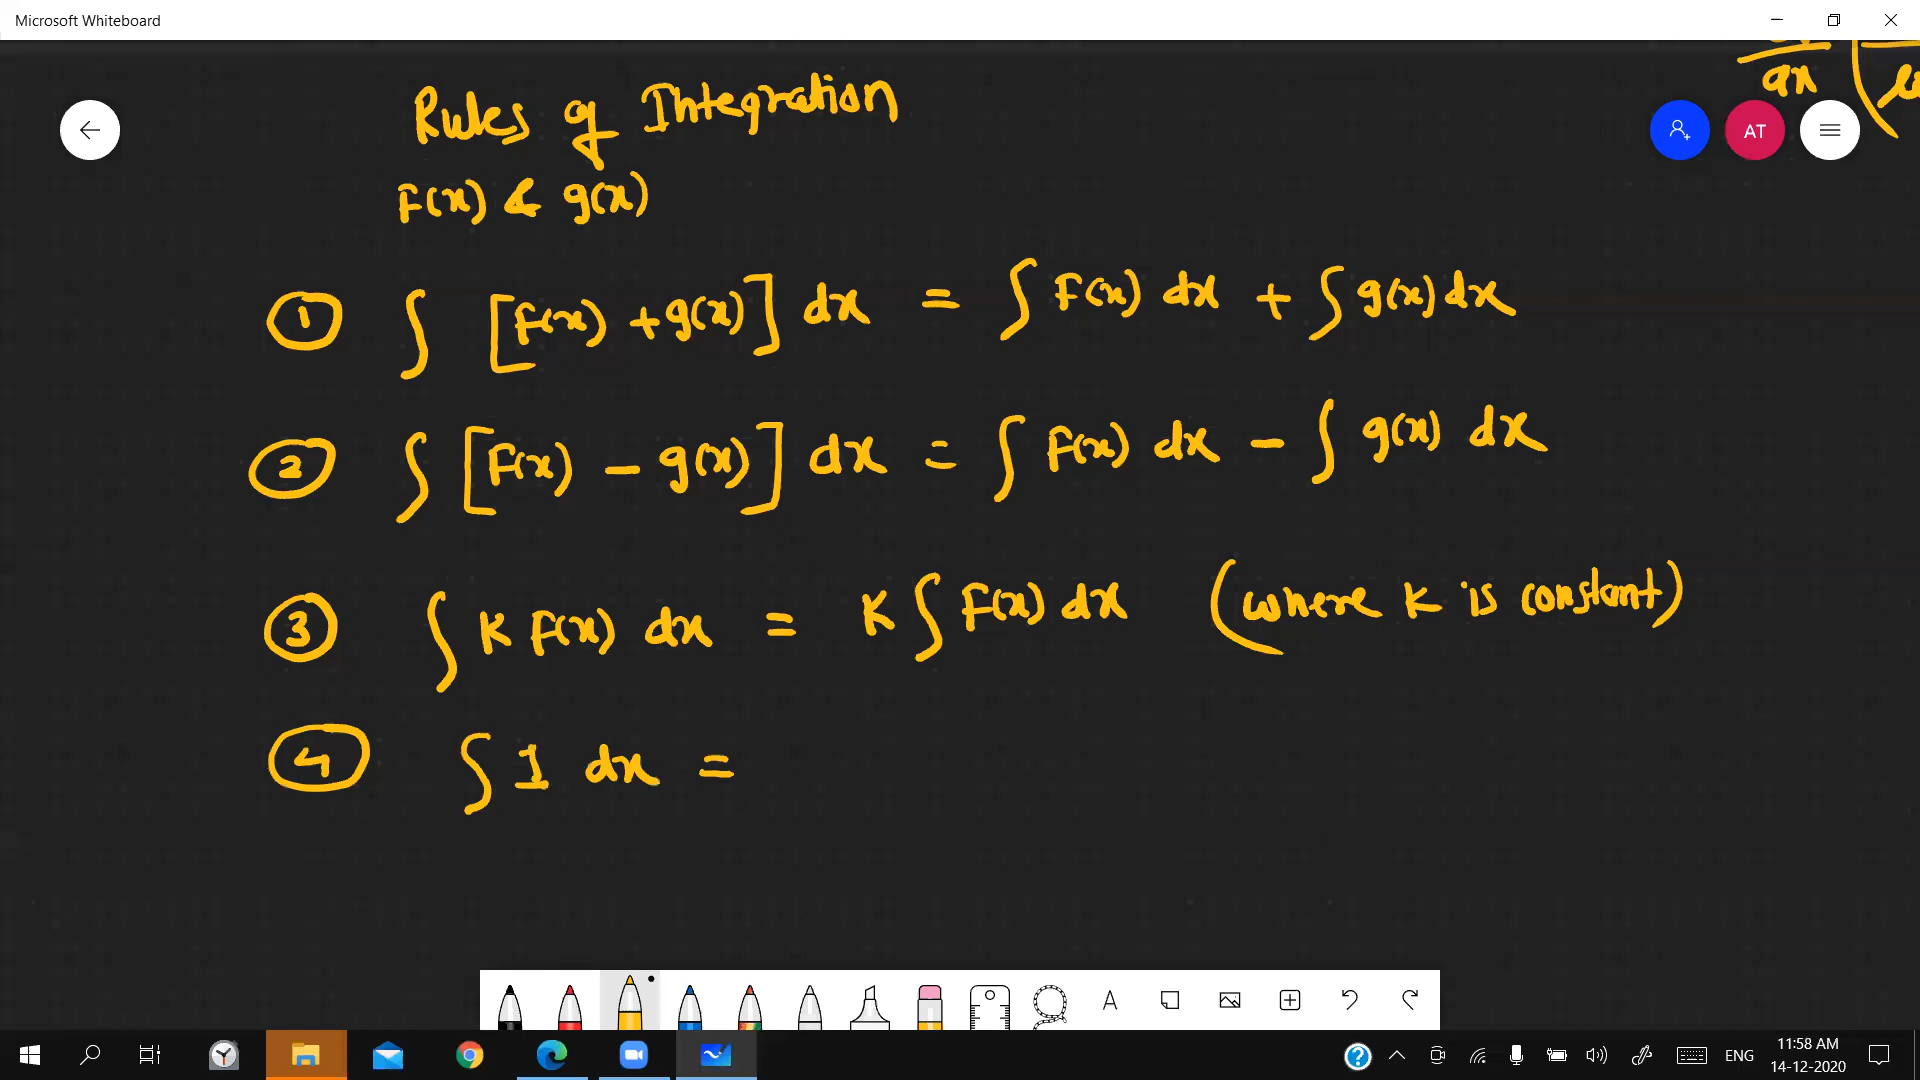 Microsoft Whiteboard
Rules of Integration
F(x) & g(x)
① ∫ [F(x) + g(x)] dx = ∫ F(x) dx + ∫ g(x) dx
② ∫ [F(x) − g(x)] dx = ∫ F(x) dx − ∫ g(x) dx
③ ∫ K F(x) dx = K ∫ F(x) dx (where K is constant)
④ ∫ 1 dx =
AT
ENG
11:58 AM
14-12-2020